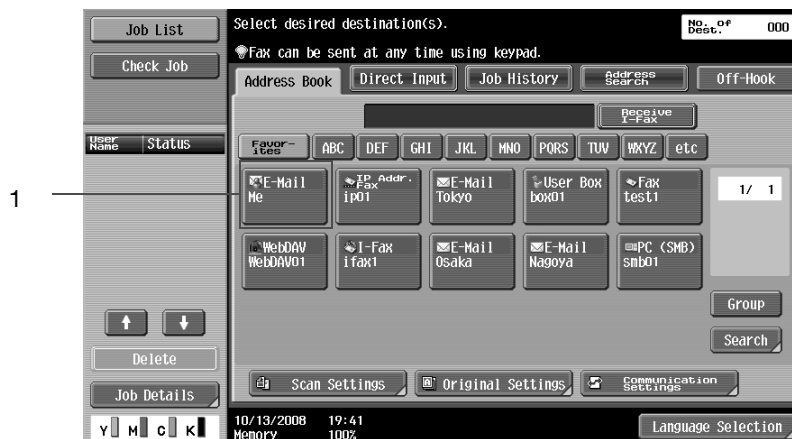 Job List
Check Job
User Name Status
Delete
Job Details
Y M C K
Select desired destination(s).
No. of Dest. 000
Fax can be sent at any time using keypad.
Address Book Direct Input Job History Address Search Off-Hook
Receive I-Fax
Favor-ites ABC DEF GHI JKL MNO PQRS TUV WXYZ etc
1
E-Mail Me
IP Addr. Fax ip01
E-Mail Tokyo
User Box box01
Fax test1
1/ 1
WebDAV WebDAV01
I-Fax ifax1
E-Mail Osaka
E-Mail Nagoya
PC (SMB) smb01
Group
Search
Scan Settings Original Settings Communication Settings
10/13/2008 19:41
Memory 100%
Language Selection